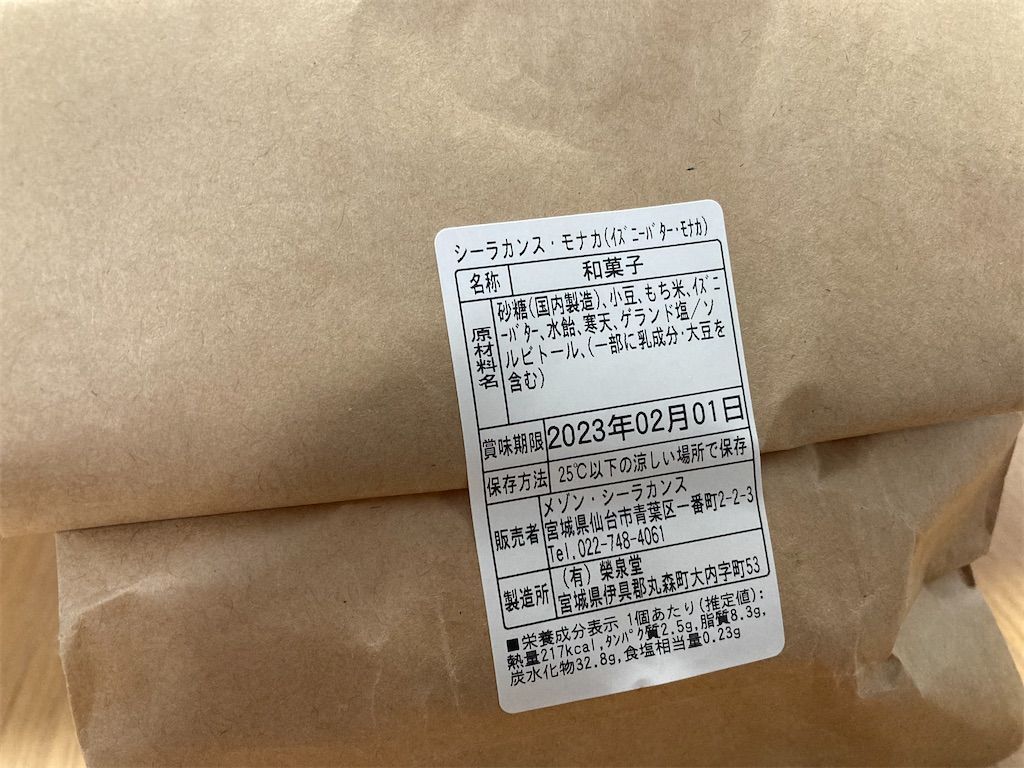 シーラカンス・モナカ(ｲｽﾞﾆｰﾊﾞﾀｰ･ﾓﾅｶ)
名称 和菓子
原材料名 砂糖(国内製造)､小豆､もち米､ｲｽﾞﾆ
ｰﾊﾞﾀｰ､水飴､寒天､ゲランド塩／ソ
ルビトール､(一部に乳成分･大豆を
含む)
賞味期限 2023年02月01日
保存方法 25℃以下の涼しい場所で保存
販売者 メゾン・シーラカンス
宮城県仙台市青葉区一番町2-2-3
Tel.022-748-4061
製造所 (有) 榮泉堂
宮城県伊具郡丸森町大内字町53
■栄養成分表示 1個あたり(推定値):
熱量217kcal,ﾀﾝﾊﾟｸ質2.5g,脂質8.3g,
炭水化物32.8g,食塩相当量0.23g